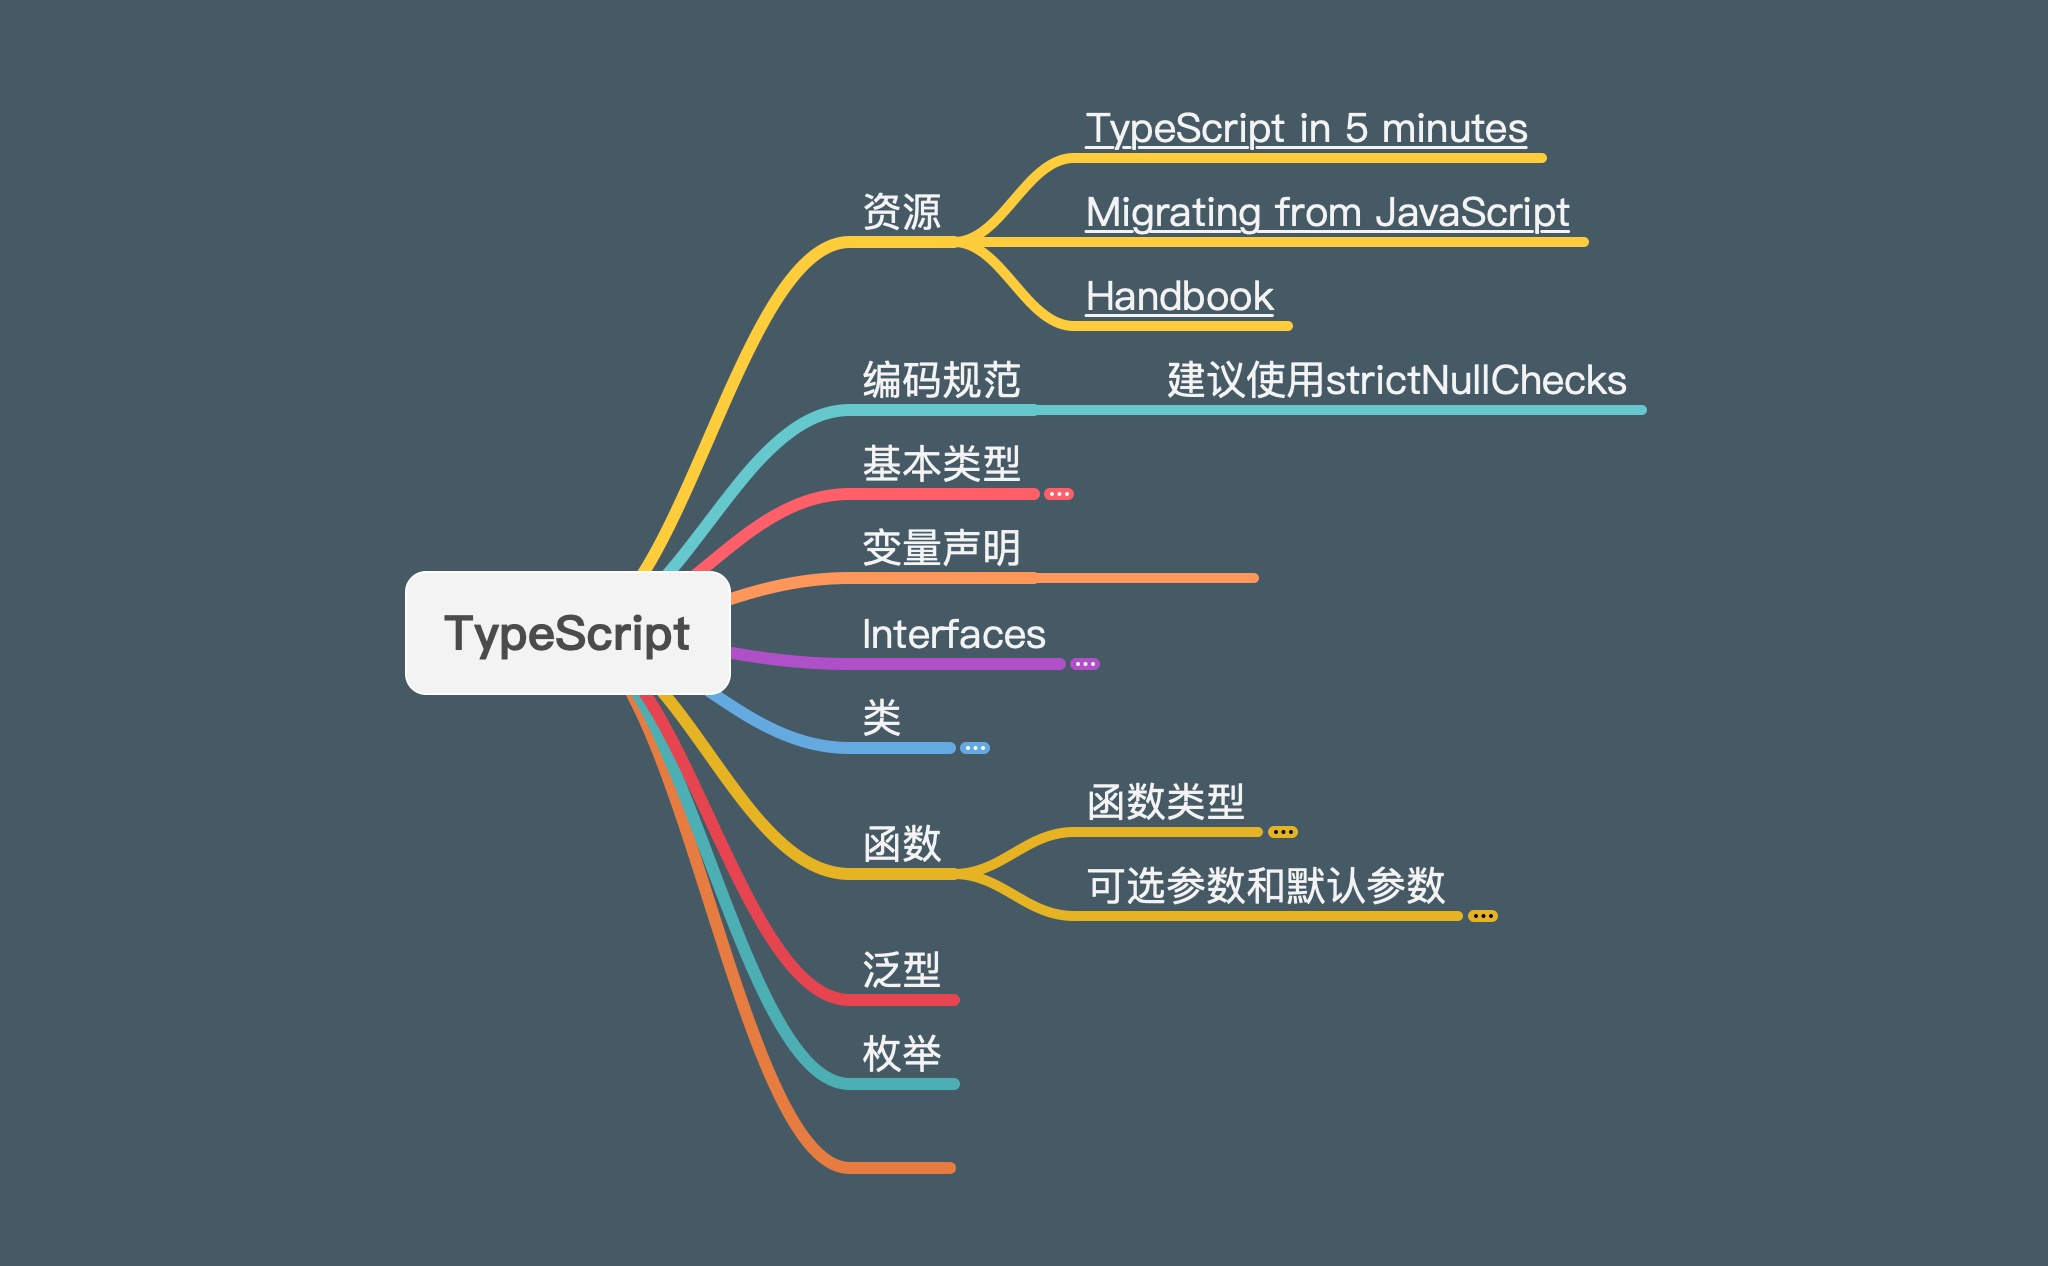 TypeScript
资源
TypeScript in 5 minutes
Migrating from JavaScript
Handbook
编码规范
建议使用strictNullChecks
基本类型
变量声明
Interfaces
类
函数
函数类型
可选参数和默认参数
泛型
枚举